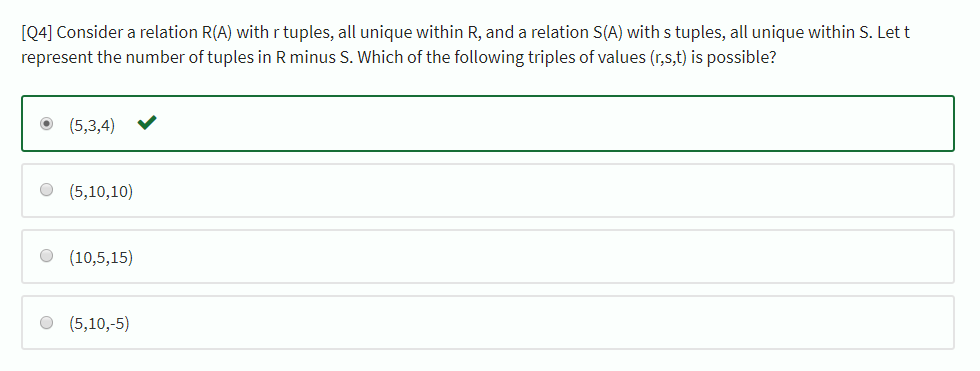 [Q4] Consider a relation R(A) with r tuples, all unique within R, and a relation S(A) with s tuples, all unique within S. Let t
represent the number of tuples in R minus S. Which of the following triples of values (r,s,t) is possible?
(5,3,4)
(5,10,10)
(10,5,15)
(5,10,-5)